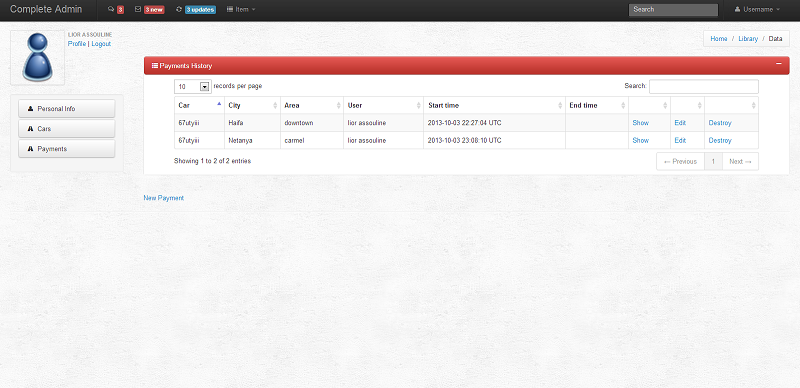 Complete Admin 3 3 new 3 updates Item Search Username
LIOR ASSOULINE
Profile | Logout
Home / Library / Data
Personal Info
Cars
Payments
Payments History
10 records per page Search:
Car City Area User Start time End time
67utyiii Haifa downtown lior assouline 2013-10-03 22:27:04 UTC Show Edit Destroy
67utyiii Netanya carmel lior assouline 2013-10-03 23:08:10 UTC Show Edit Destroy
Showing 1 to 2 of 2 entries ← Previous 1 Next →
New Payment